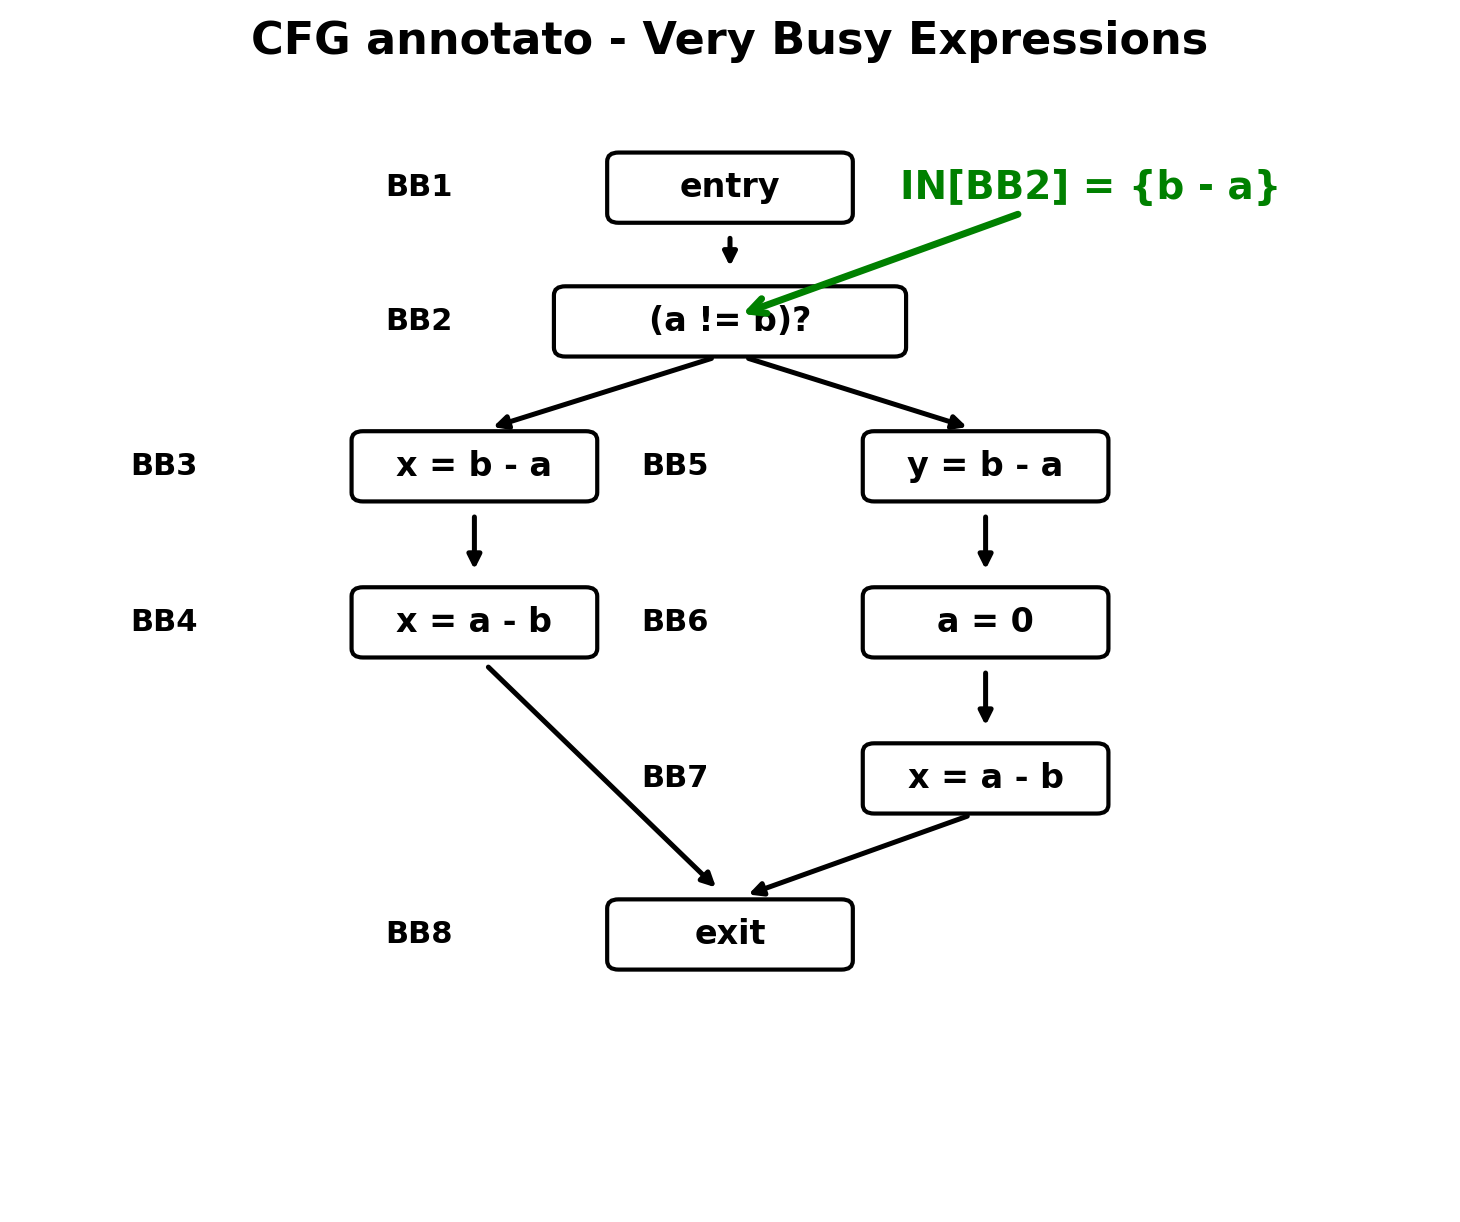 CFG annotato - Very Busy Expressions
BB1
entry
IN[BB2] = {b - a}
BB2
(a != b)?
BB3
x = b - a
BB5
y = b - a
BB4
x = a - b
BB6
a = 0
BB7
x = a - b
BB8
exit